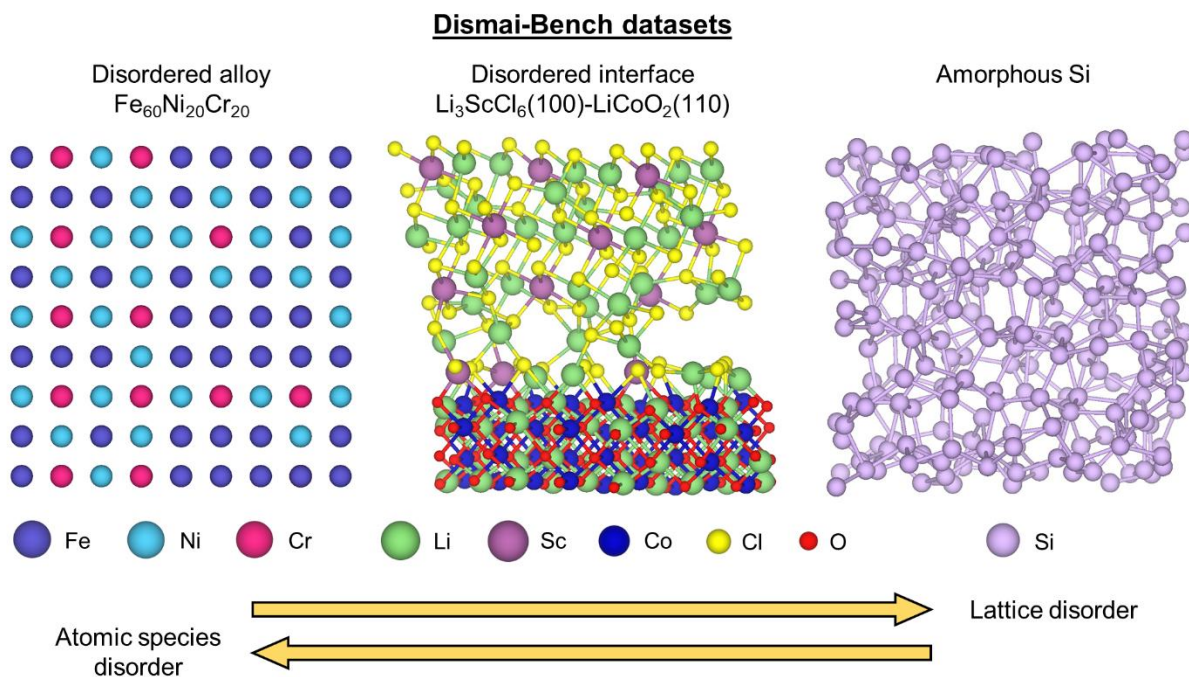 Dismai-Bench datasets
Disordered alloy
Fe₆₀Ni₂₀Cr₂₀
Disordered interface
Li₃ScCl₆(100)-LiCoO₂(110)
Amorphous Si
Fe Ni Cr Li Sc Co Cl O Si
Lattice disorder
Atomic species
disorder